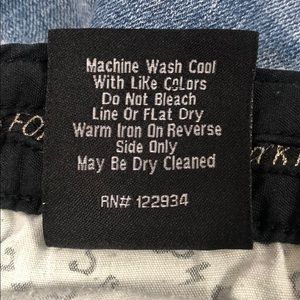 Machine Wash Cool
With Like Colors
Do Not Bleach
Line Or Flat Dry
Warm Iron On Reverse
Side Only
May Be Dry Cleaned
RN# 122934